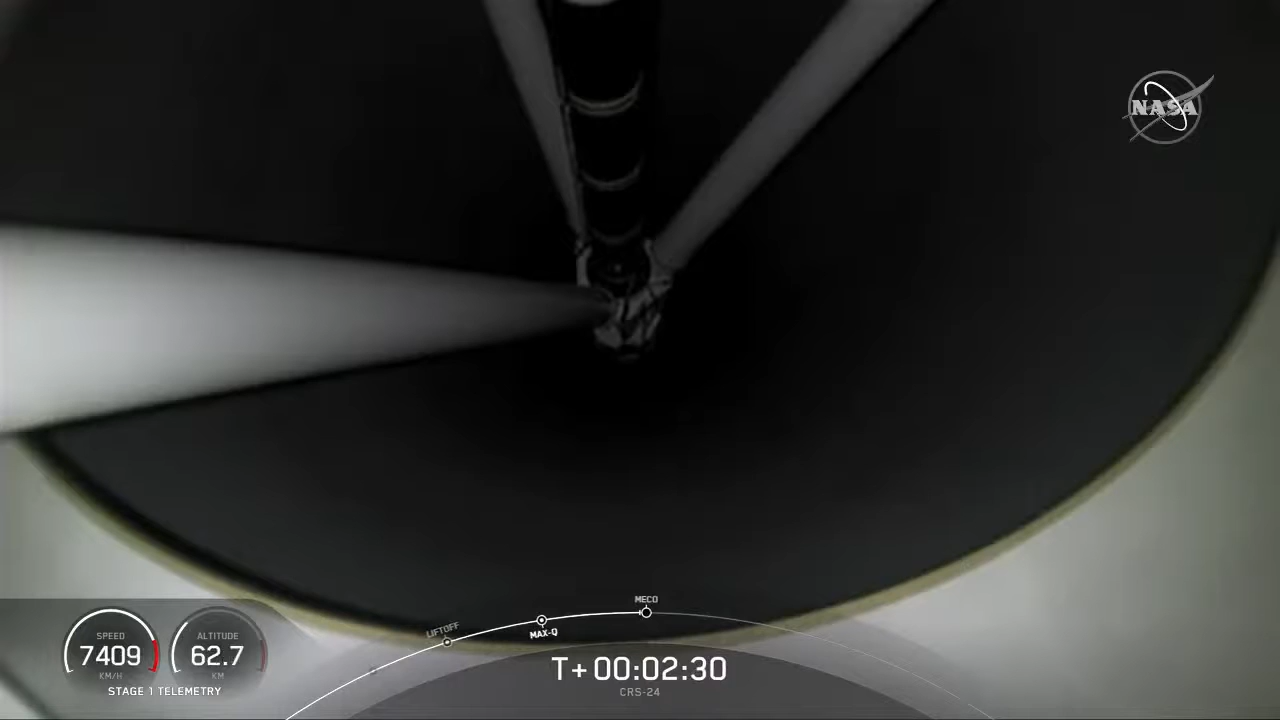 NASA
MECO
LIFTOFF
MAX-Q
SPEED
7409
KM/H
ALTITUDE
62.7
KM
STAGE 1 TELEMETRY
T+ 00:02:30
CRS-24